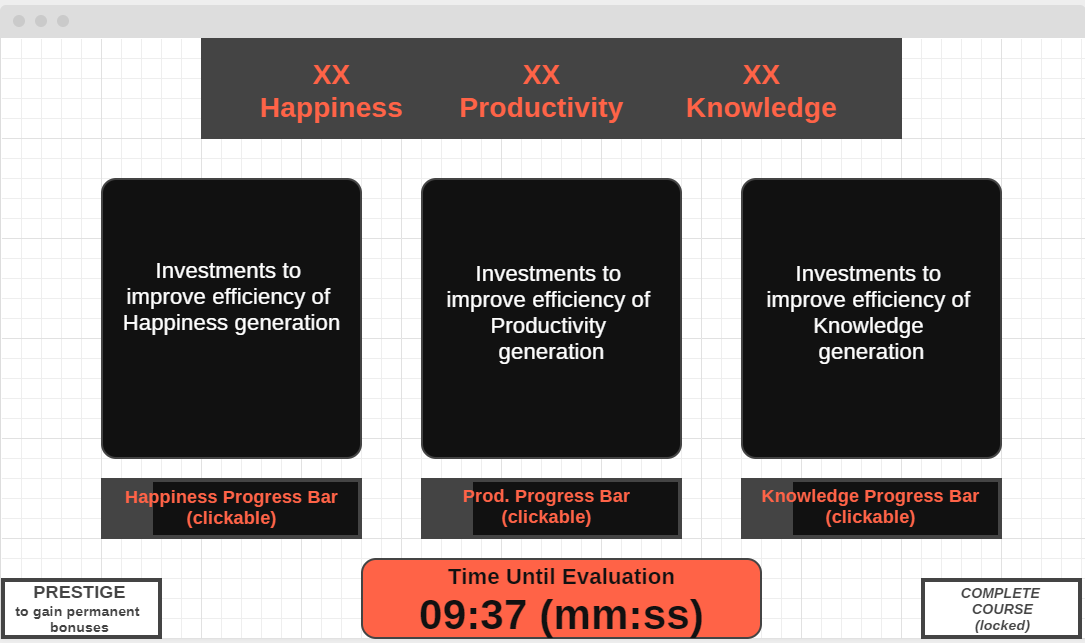 XX
Happiness
XX
Productivity
XX
Knowledge
Investments to
improve efficiency of
Happiness generation
Investments to
improve efficiency of
Productivity
generation
Investments to
improve efficiency of
Knowledge
generation
Happiness Progress Bar
(clickable)
Prod. Progress Bar
(clickable)
Knowledge Progress Bar
(clickable)
Time Until Evaluation
09:37 (mm:ss)
PRESTIGE
to gain permanent
bonuses
COMPLETE
COURSE
(locked)